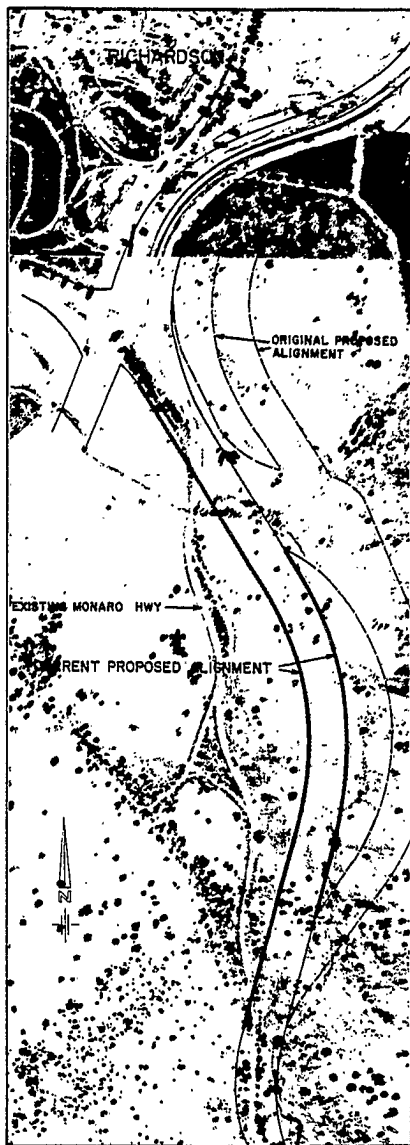 RICHARDSON
ORIGINAL PROPOSED
ALIGNMENT
EXISTING MONARO HWY
CURRENT PROPOSED ALIGNMENT
N